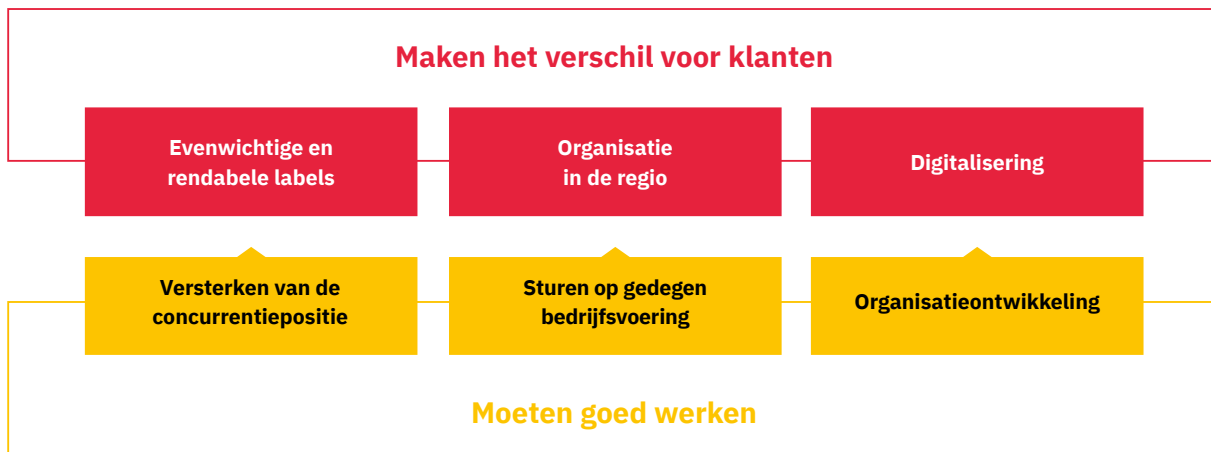 Maken het verschil voor klanten
Evenwichtige en
rendabele labels
Organisatie
in de regio
Digitalisering
Versterken van de
concurrentiepositie
Sturen op gedegen
bedrijfsvoering
Organisatieontwikkeling
Moeten goed werken